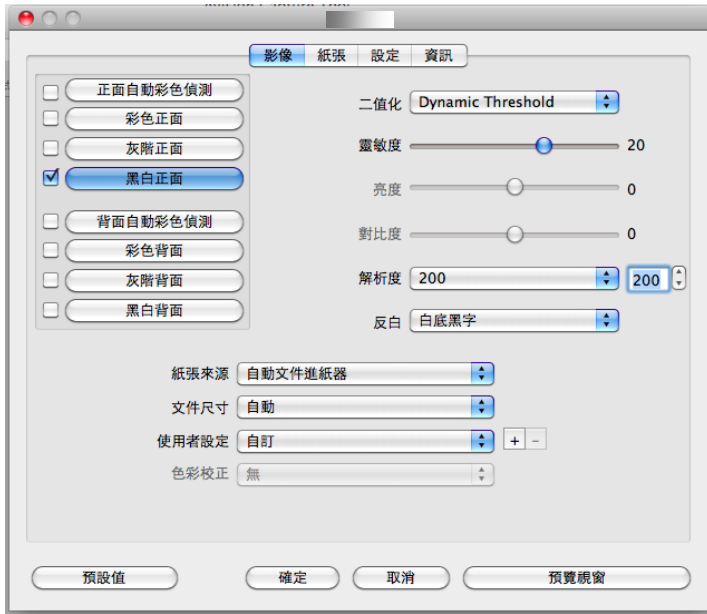 影像 紙張 設定 資訊
正面自動彩色偵測
彩色正面
灰階正面
黑白正面
背面自動彩色偵測
彩色背面
灰階背面
黑白背面
二值化 Dynamic Threshold
靈敏度 20
亮度 0
對比度 0
解析度 200 200
反白 白底黑字
紙張來源 自動文件進紙器
文件尺寸 自動
使用者設定 自訂 + -
色彩校正 無
預設值 確定 取消 預覽視窗